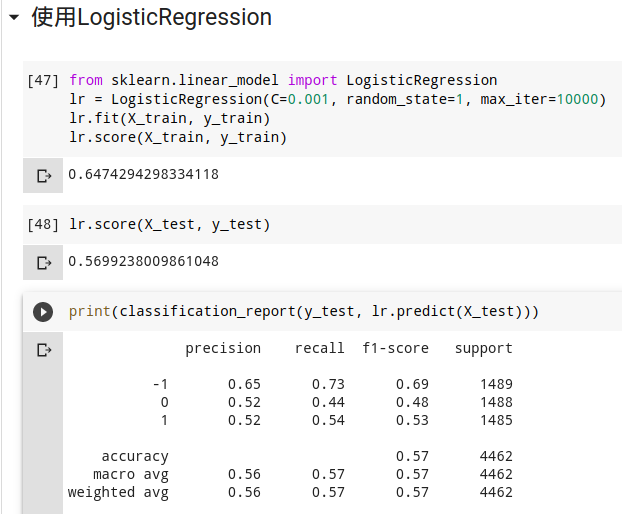 使用LogisticRegression
[47] from sklearn.linear_model import LogisticRegression
lr = LogisticRegression(C=0.001, random_state=1, max_iter=10000)
lr.fit(X_train, y_train)
lr.score(X_train, y_train)
0.6474294298334118
[48] lr.score(X_test, y_test)
0.5699238009861048
print(classification_report(y_test, lr.predict(X_test)))
precision recall f1-score support
-1 0.65 0.73 0.69 1489
0 0.52 0.44 0.48 1488
1 0.52 0.54 0.53 1485
accuracy 0.57 4462
macro avg 0.56 0.57 0.57 4462
weighted avg 0.56 0.57 0.57 4462